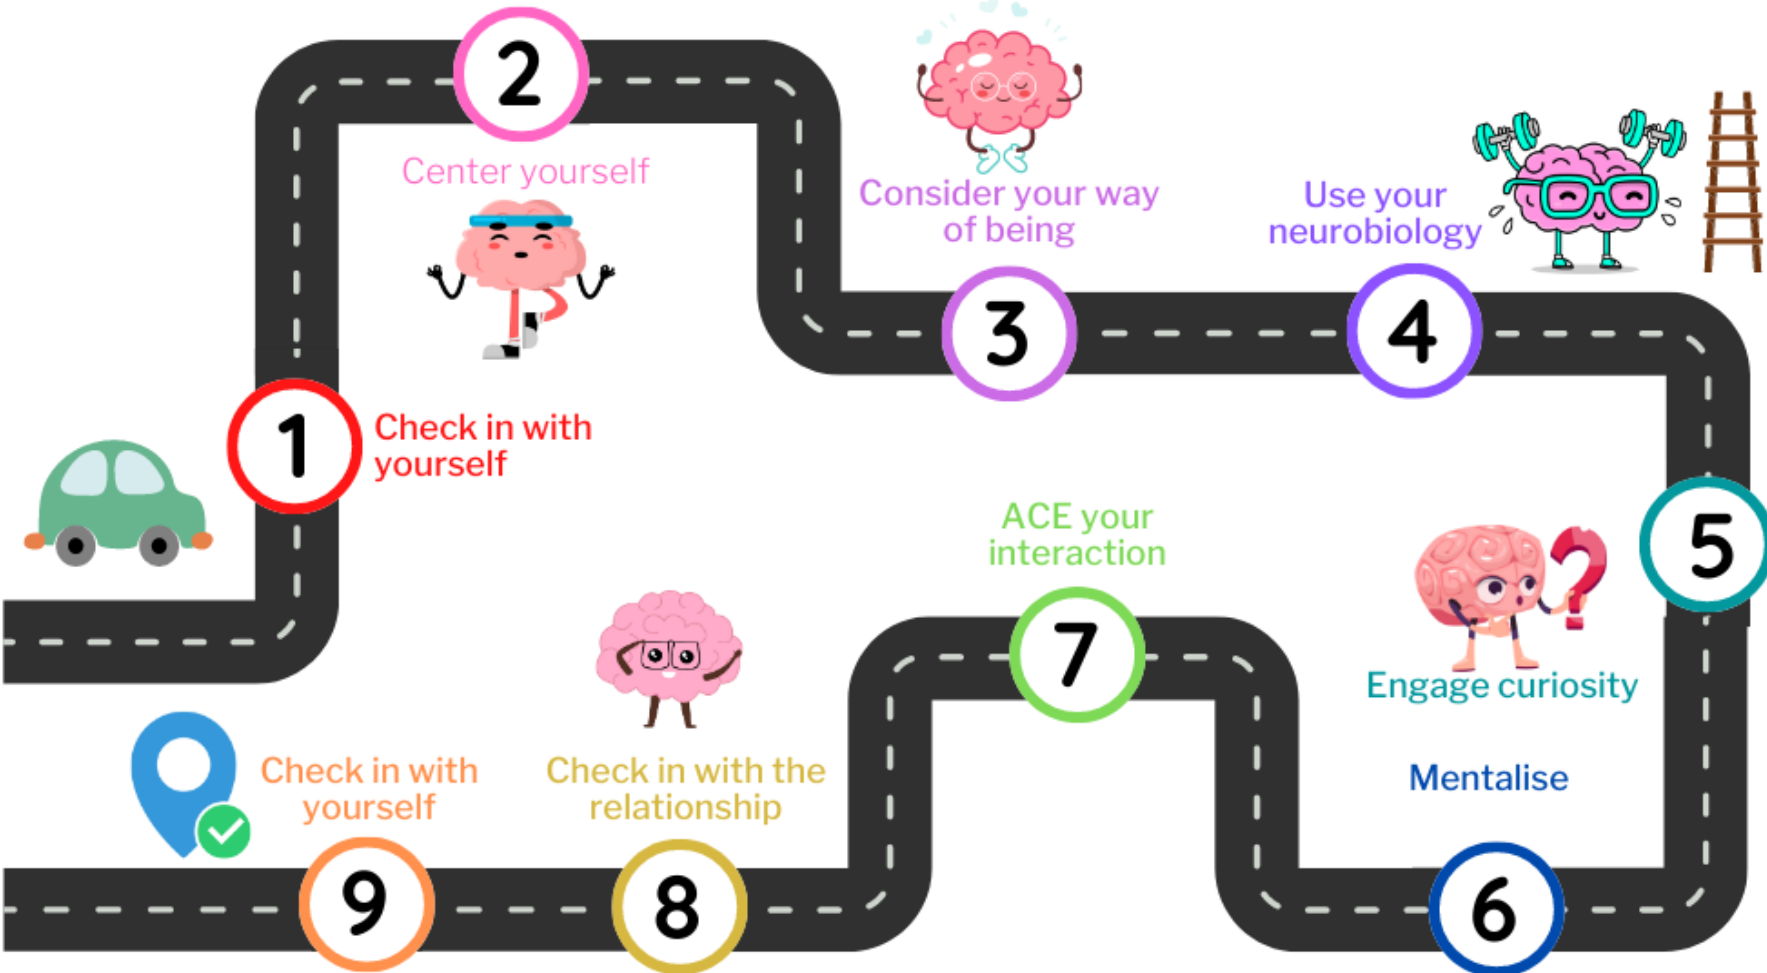 1
Check in with
yourself
2
Center yourself
3
Consider your way
of being
4
Use your
neurobiology
5
Engage curiosity
6
Mentalise
7
ACE your
interaction
8
Check in with the
relationship
9
Check in with
yourself